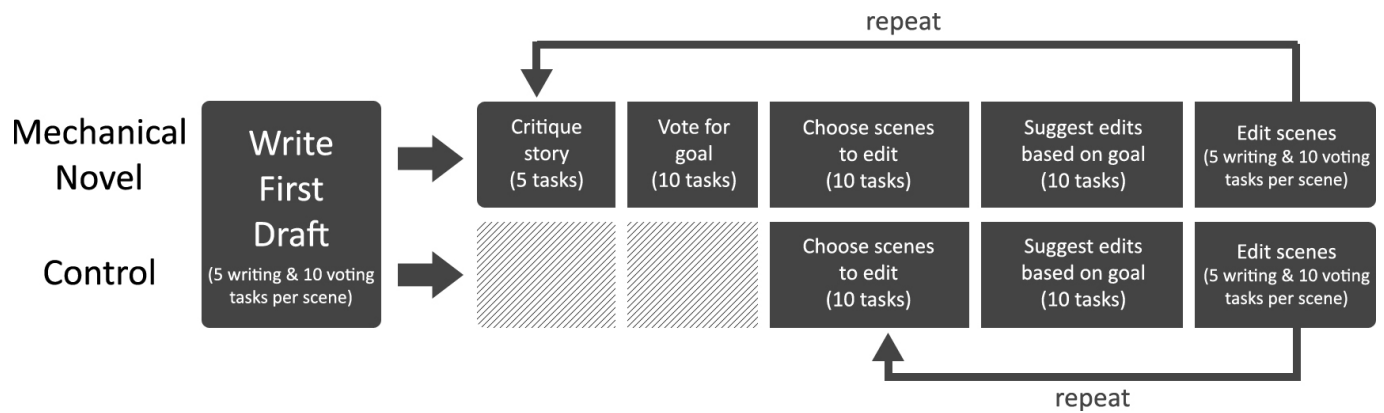 repeat
Mechanical
Novel
Write
First
Draft
(5 writing & 10 voting
tasks per scene)
Critique
story
(5 tasks)
Vote for
goal
(10 tasks)
Choose scenes
to edit
(10 tasks)
Suggest edits
based on goal
(10 tasks)
Edit scenes
(5 writing & 10 voting
tasks per scene)
Control
Choose scenes
to edit
(10 tasks)
Suggest edits
based on goal
(10 tasks)
Edit scenes
(5 writing & 10 voting
tasks per scene)
repeat